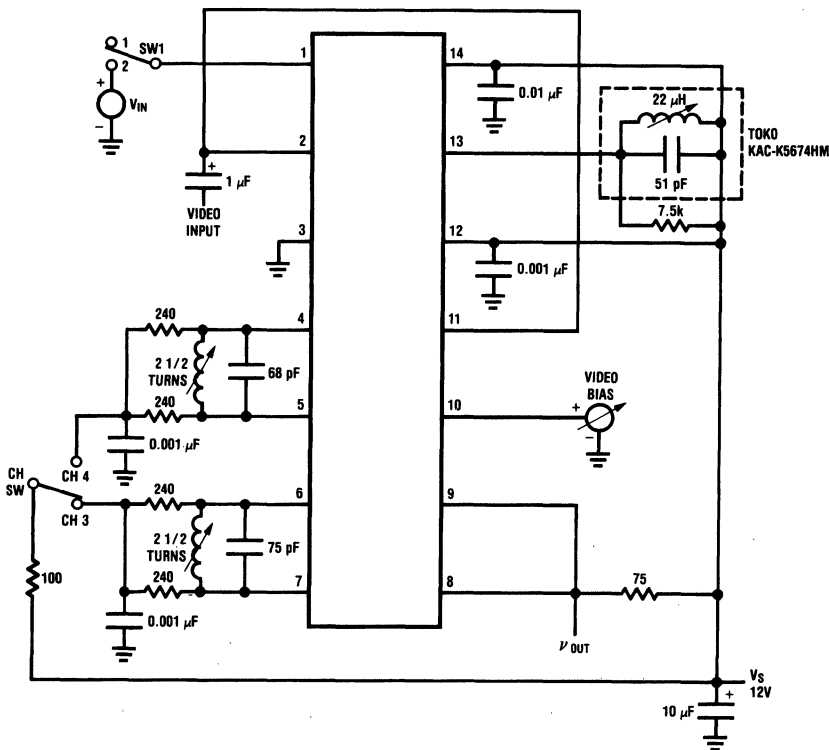 1
SW1
2
+
VIN
−
1
14
0.01 μF
22 μH
TOKO
KAC-K5674HM
13
51 pF
7.5k
2
+
1 μF
VIDEO
INPUT
3
12
0.001 μF
240
4
11
2 1/2
TURNS
68 pF
240
5
10
VIDEO
BIAS
+
−
0.001 μF
CH 4
CH
SW
CH 3
240
6
9
2 1/2
TURNS
75 pF
100
240
7
8
75
0.001 μF
νOUT
VS
12V
10 μF
+